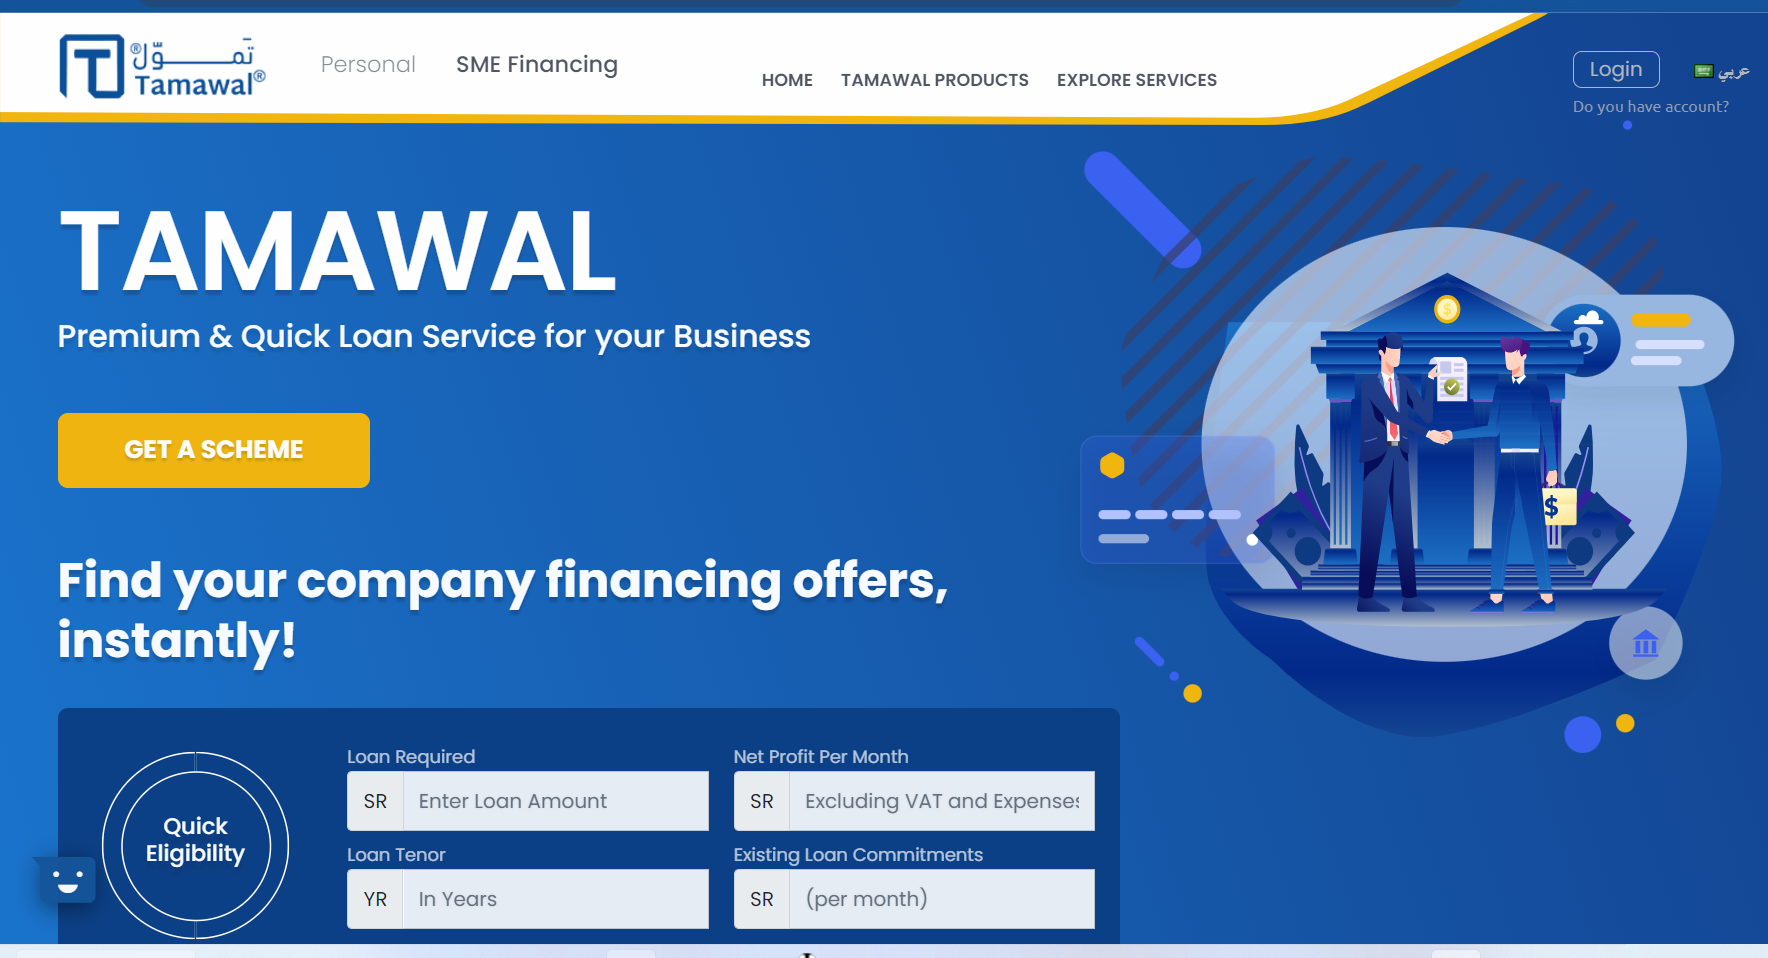 تَمـــوّل®
Tamawal®
Personal
SME Financing
HOME
TAMAWAL PRODUCTS
EXPLORE SERVICES
Login
عربي
Do you have account?
TAMAWAL
Premium & Quick Loan Service for your Business
GET A SCHEME
$
$
Find your company financing offers,
instantly!
Quick
Eligibility
Loan Required
SR
Enter Loan Amount
Net Profit Per Month
SR
Excluding VAT and Expenses
Loan Tenor
YR
In Years
Existing Loan Commitments
SR
(per month)